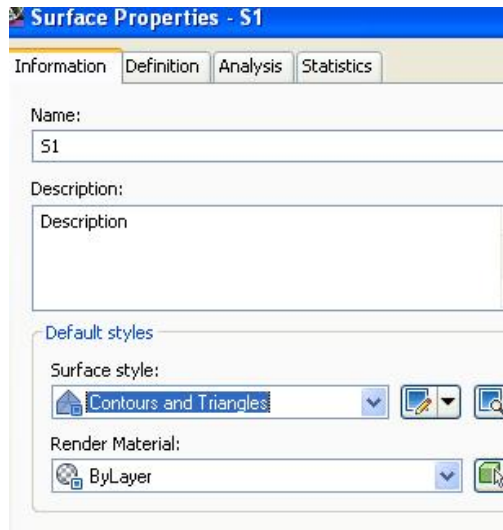 Surface Properties - S1
Information Definition Analysis Statistics
Name:
S1
Description:
Description
Default styles
Surface style:
Contours and Triangles
Render Material:
ByLayer